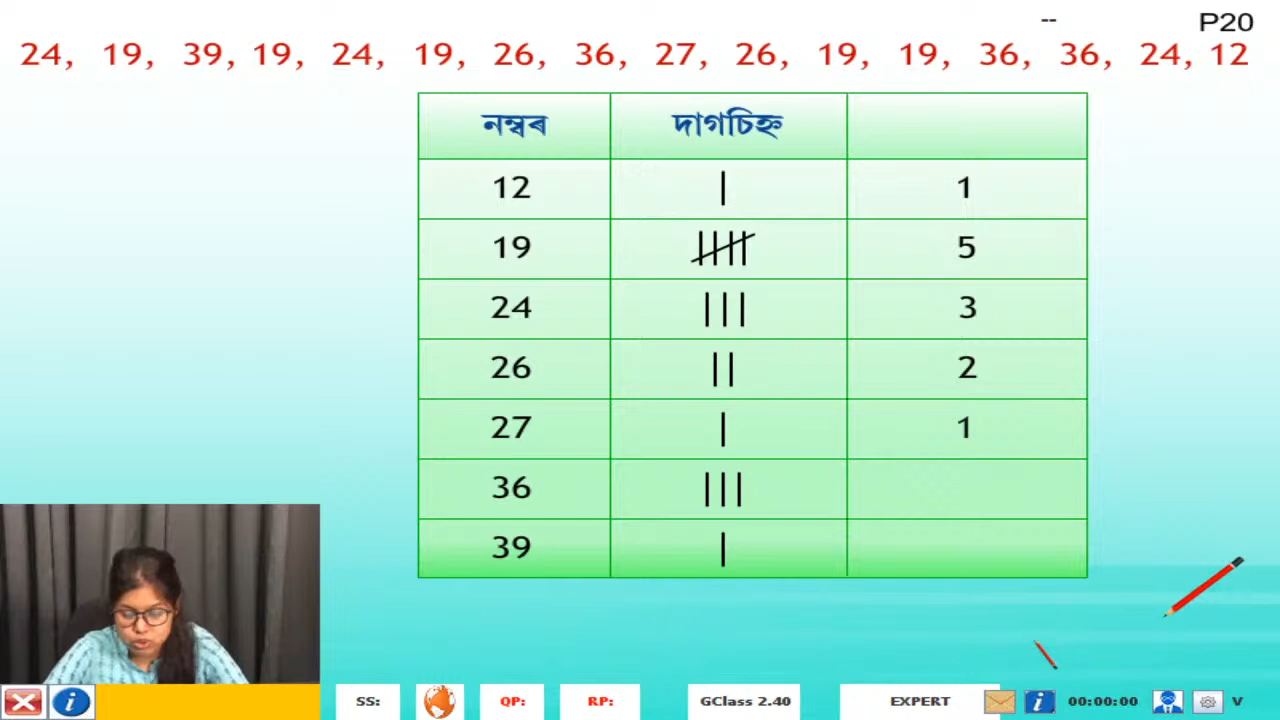 -- P20
24, 19, 39, 19, 24, 19, 26, 36, 27, 26, 19, 19, 36, 36, 24, 12
নম্বৰ দাগচিহ্ন
12 | 1
19 5
24 ||| 3
26 || 2
27 | 1
36 |||
39 |
SS: QP: RP: GClass 2.40 EXPERT 00:00:00 V